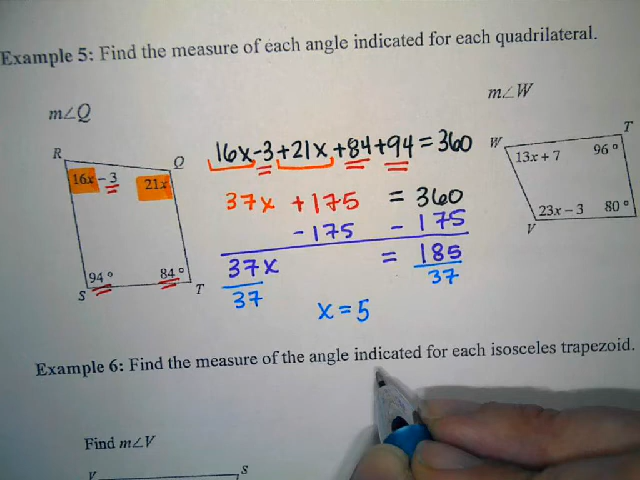 Example 5: Find the measure of each angle indicated for each quadrilateral.
m∠Q
m∠W
R
Q
16x - 3
21x
94°
84°
S
T
16x-3+21x+84+94 = 360
37x + 175 = 360
- 175 - 175
37x = 185
37 37
x = 5
W
T
13x + 7
96°
23x - 3
80°
V
U
Example 6: Find the measure of the angle indicated for each isosceles trapezoid.
Find m∠V
V
S